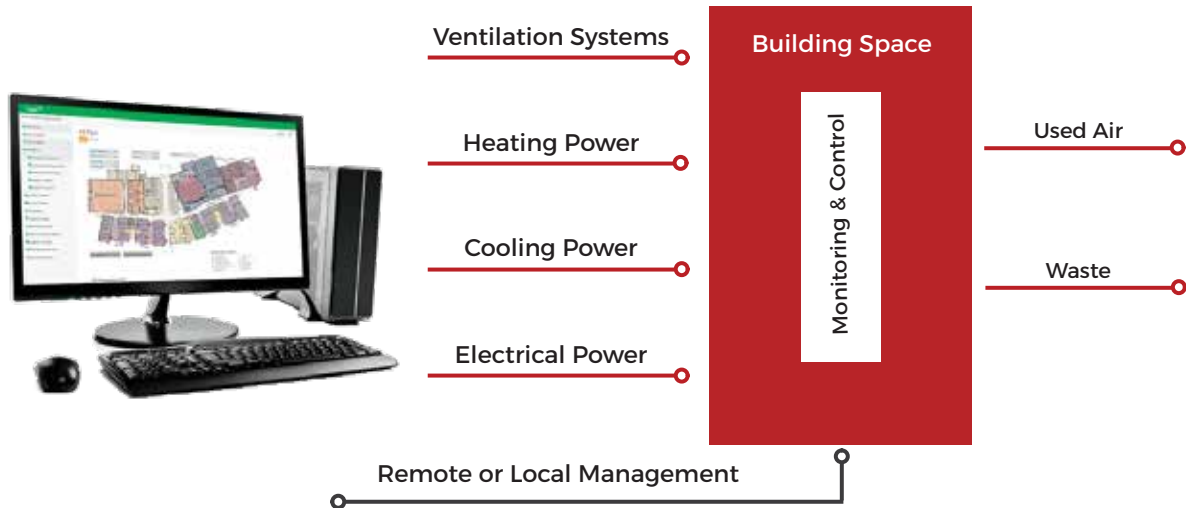 Ventilation Systems
Heating Power
Cooling Power
Electrical Power
Building Space
Monitoring & Control
Used Air
Waste
Remote or Local Management